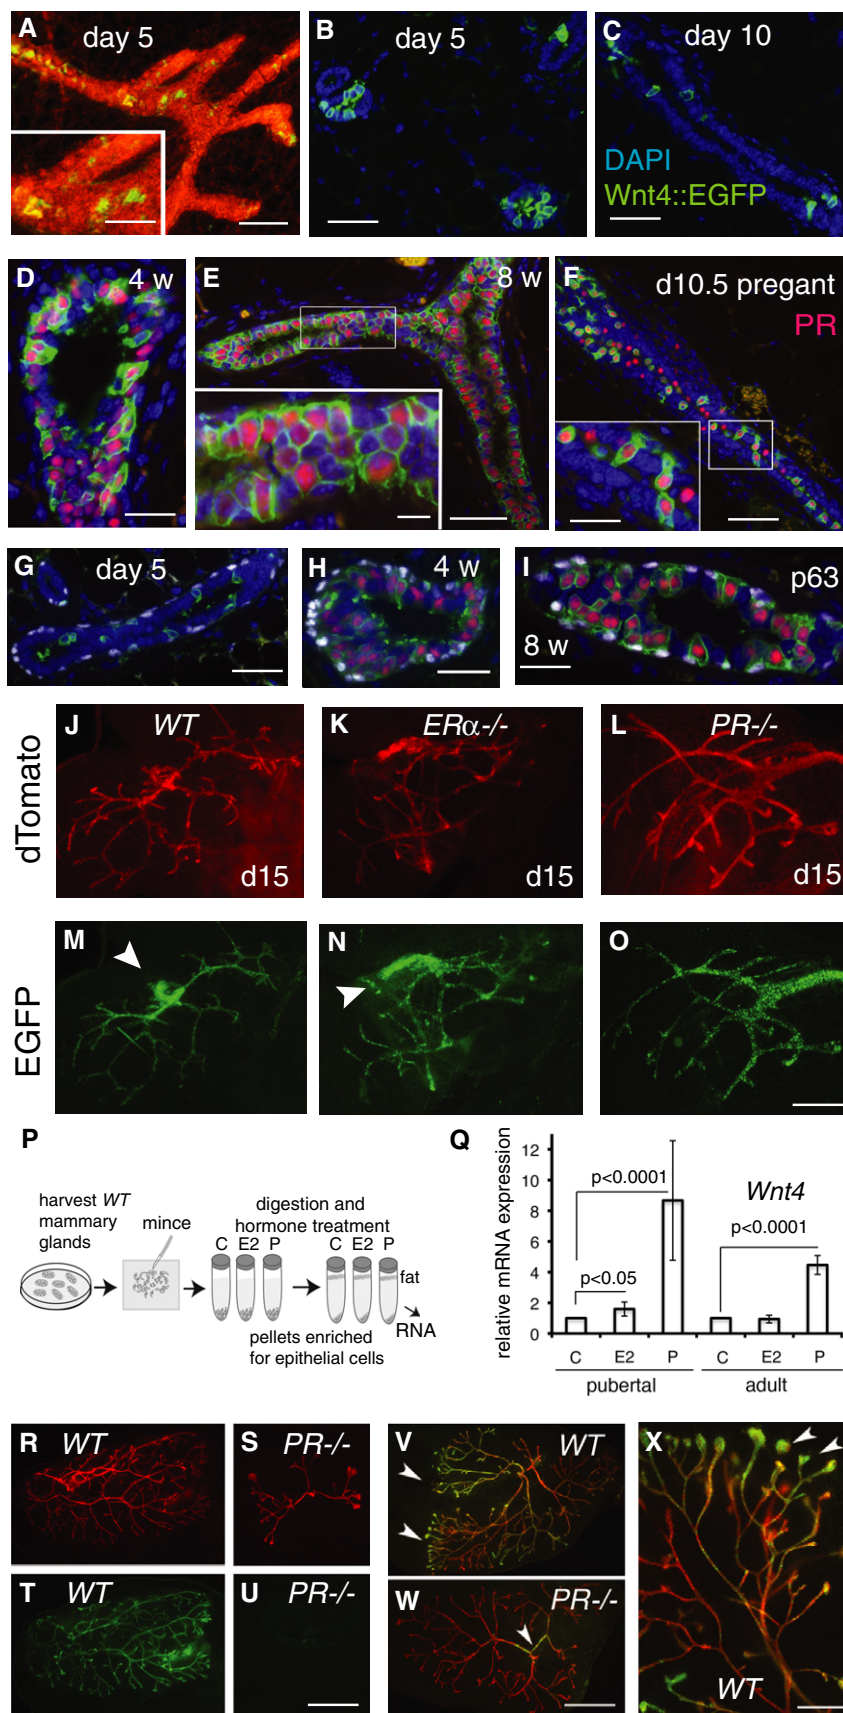 A
day 5
B
day 5
C
day 10
DAPI
Wnt4::EGFP
D
4 w
E
8 w
F
d10.5 pregant
PR
G
day 5
H
4 w
I
p63
8 w
dTomato
J
WT
d15
K
ERα-/-
d15
L
PR-/-
d15
EGFP
M
N
O
P
harvest WT
mammary
glands
mince
digestion and
hormone treatment
C E2 P
C E2 P
fat
RNA
pellets enriched
for epithelial cells
Q
relative mRNA expression
12
10
8
6
4
2
0
p<0.0001
p<0.05
Wnt4
p<0.0001
C E2 P C E2 P
pubertal adult
R
WT
S
PR-/-
T
WT
U
PR-/-
V
WT
W
PR-/-
X
WT